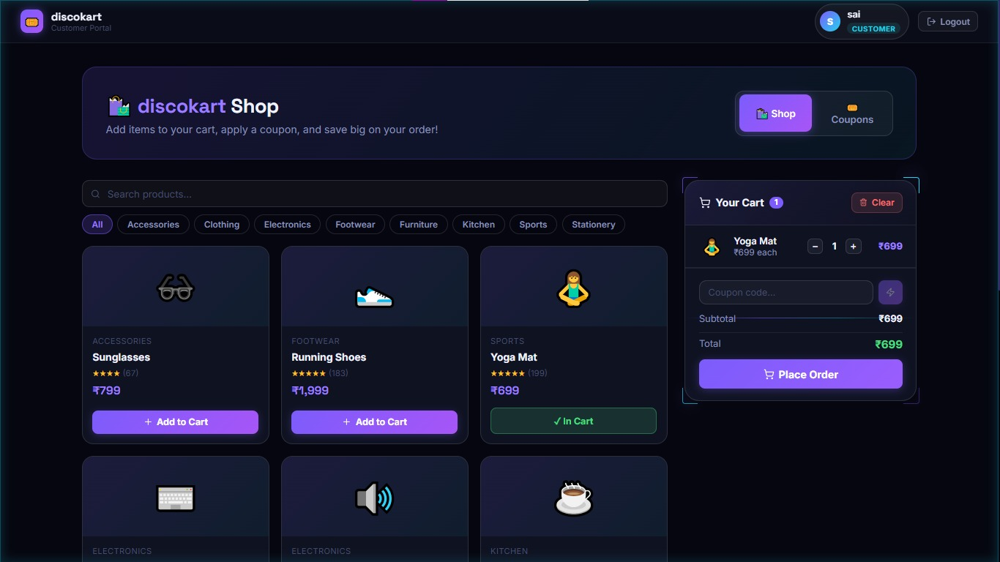 discokart
Customer Portal
S
sai
CUSTOMER
Logout
discokart Shop
Add items to your cart, apply a coupon, and save big on your order!
Shop
Coupons
Search products...
All
Accessories
Clothing
Electronics
Footwear
Furniture
Kitchen
Sports
Stationery
ACCESSORIES
Sunglasses
★★★★ (67)
₹799
+ Add to Cart
FOOTWEAR
Running Shoes
★★★★★ (183)
₹1,999
+ Add to Cart
SPORTS
Yoga Mat
★★★★★ (199)
₹699
✓ In Cart
ELECTRONICS
ELECTRONICS
KITCHEN
Your Cart 1
Clear
Yoga Mat
₹699 each
− 1 +
₹699
Coupon code...
Subtotal ₹699
Total ₹699
Place Order